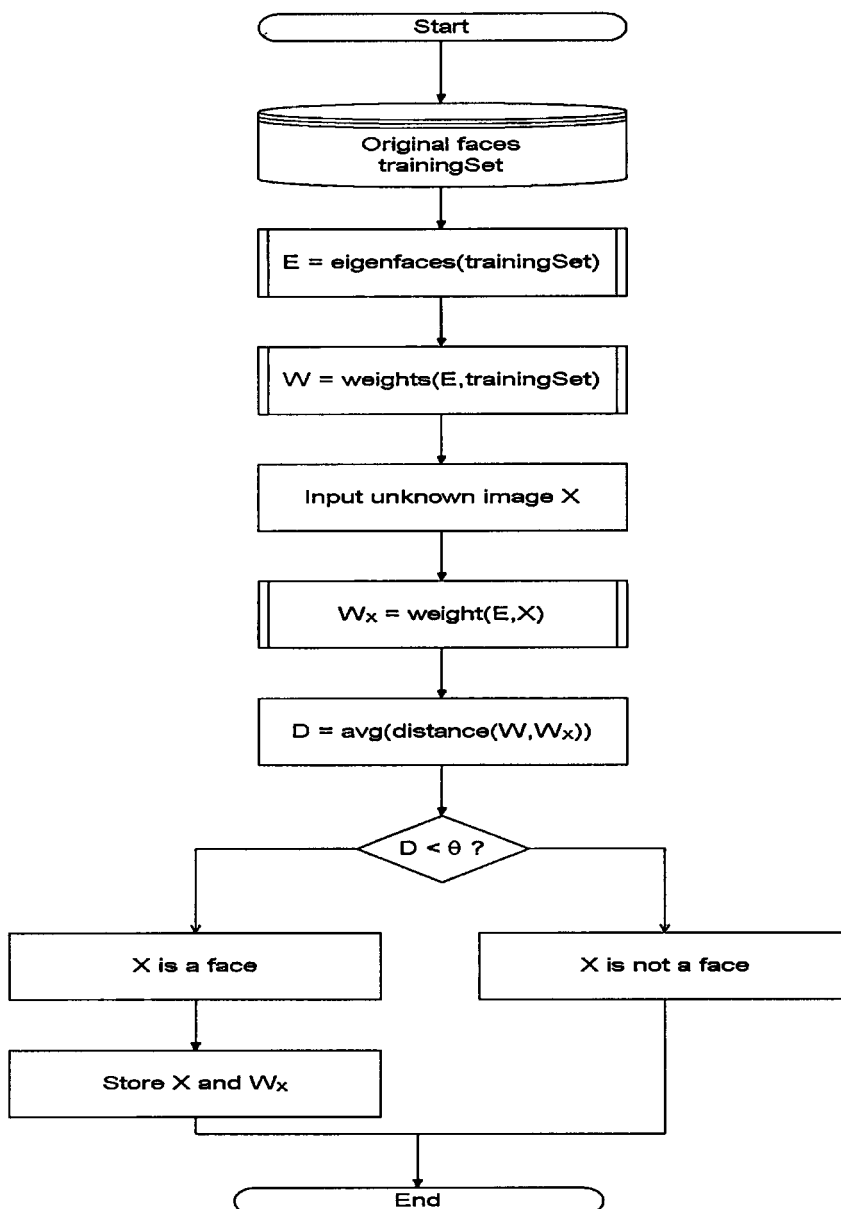 Start
Original faces
trainingSet
E = eigenfaces(trainingSet)
W = weights(E,trainingSet)
Input unknown image X
Wx = weight(E,X)
D = avg(distance(W,Wx))
D < θ ?
X is a face
X is not a face
Store X and Wx
End